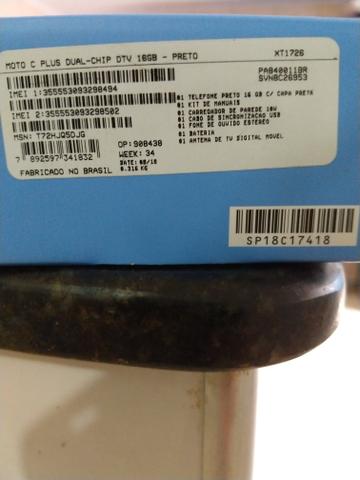 MOTO C PLUS DUAL-CHIP DTV 16GB - PRETO XT1726
PA840011BR
SVN8C26953
IMEI 1:355553093298494
IMEI 2:355553093298502
MSN: T72HJQ5DJG
7 892597 341832
OP: 908438
WEEK: 34
DATE: 08/18
0.316 KG
FABRICADO NO BRASIL
01 TELEFONE PRETO 16 GB C/ CAPA PRETA
01 KIT DE MANUAIS
01 CARREGADOR DE PAREDE 10W
01 CABO DE SINCRONIZACAO USB
01 FONE DE OUVIDO ESTEREO
01 BATERIA
01 ANTENA DE TV DIGITAL MOVEL
SP18C17418